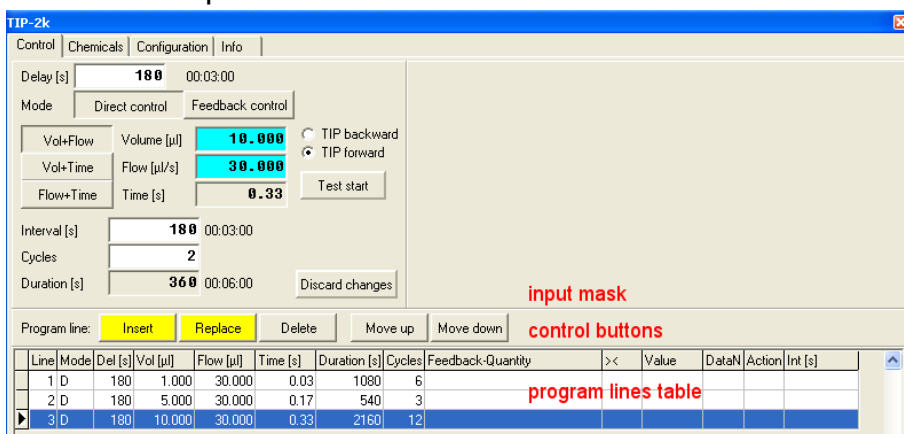 TIP-2k
Control Chemicals Configuration Info
Delay [s] 180 00:03:00
Mode Direct control Feedback control
Vol+Flow Volume [µl] 10.000 TIP backward
TIP forward
Vol+Time Flow [µl/s] 30.000
Test start
Flow+Time Time [s] 0.33
Interval [s] 180 00:03:00
Cycles 2
Duration [s] 360 00:06:00 Discard changes
input mask
Program line: Insert Replace Delete Move up Move down control buttons
Line Mode Del [s] Vol [µl] Flow [µl] Time [s] Duration [s] Cycles Feedback-Quantity >< Value DataN Action Int [s]
1 D 180 1.000 30.000 0.03 1080 6
2 D 180 5.000 30.000 0.17 540 3
program lines table
3 D 180 10.000 30.000 0.33 2160 12